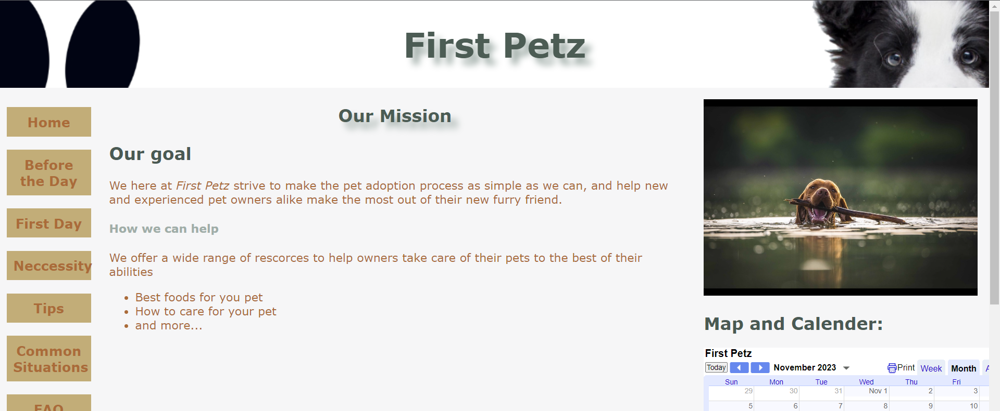 First Petz
Home
Before
the Day
First Day
Neccessity
Tips
Common
Situations
FAQ
Our Mission
Our goal
We here at First Petz strive to make the pet adoption process as simple as we can, and help new
and experienced pet owners alike make the most out of their new furry friend.
How we can help
We offer a wide range of rescorces to help owners take care of their pets to the best of their
abilities
• Best foods for you pet
• How to care for your pet
• and more...
Map and Calender:
First Petz
Today November 2023 Print Week Month
Sun Mon Tue Wed Thu Fri
29 30 31 Nov 1 2 3
5 6 7 8 9 10